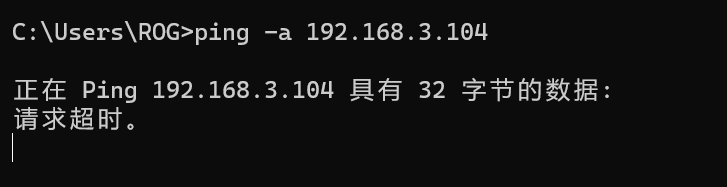 C:\Users\ROG>ping -a 192.168.3.104
正在 Ping 192.168.3.104 具有 32 字节的数据:
请求超时。